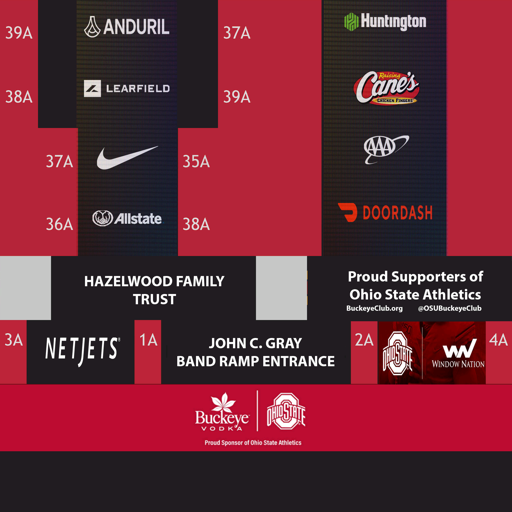 39A
ANDURIL
37A
Huntington
38A
LEARFIELD
39A
Raising
Cane's
CHICKEN FINGERS
37A
35A
AAA
36A
Allstate
38A
DOORDASH
HAZELWOOD FAMILY
TRUST
Proud Supporters of
Ohio State Athletics
BuckeyeClub.org @OSUBuckeyeClub
3A
NETJETS
1A
JOHN C. GRAY
BAND RAMP ENTRANCE
2A
OHIO STATE
WINDOW NATION
4A
Buckeye
VODKA
OHIO STATE
Proud Sponsor of Ohio State Athletics